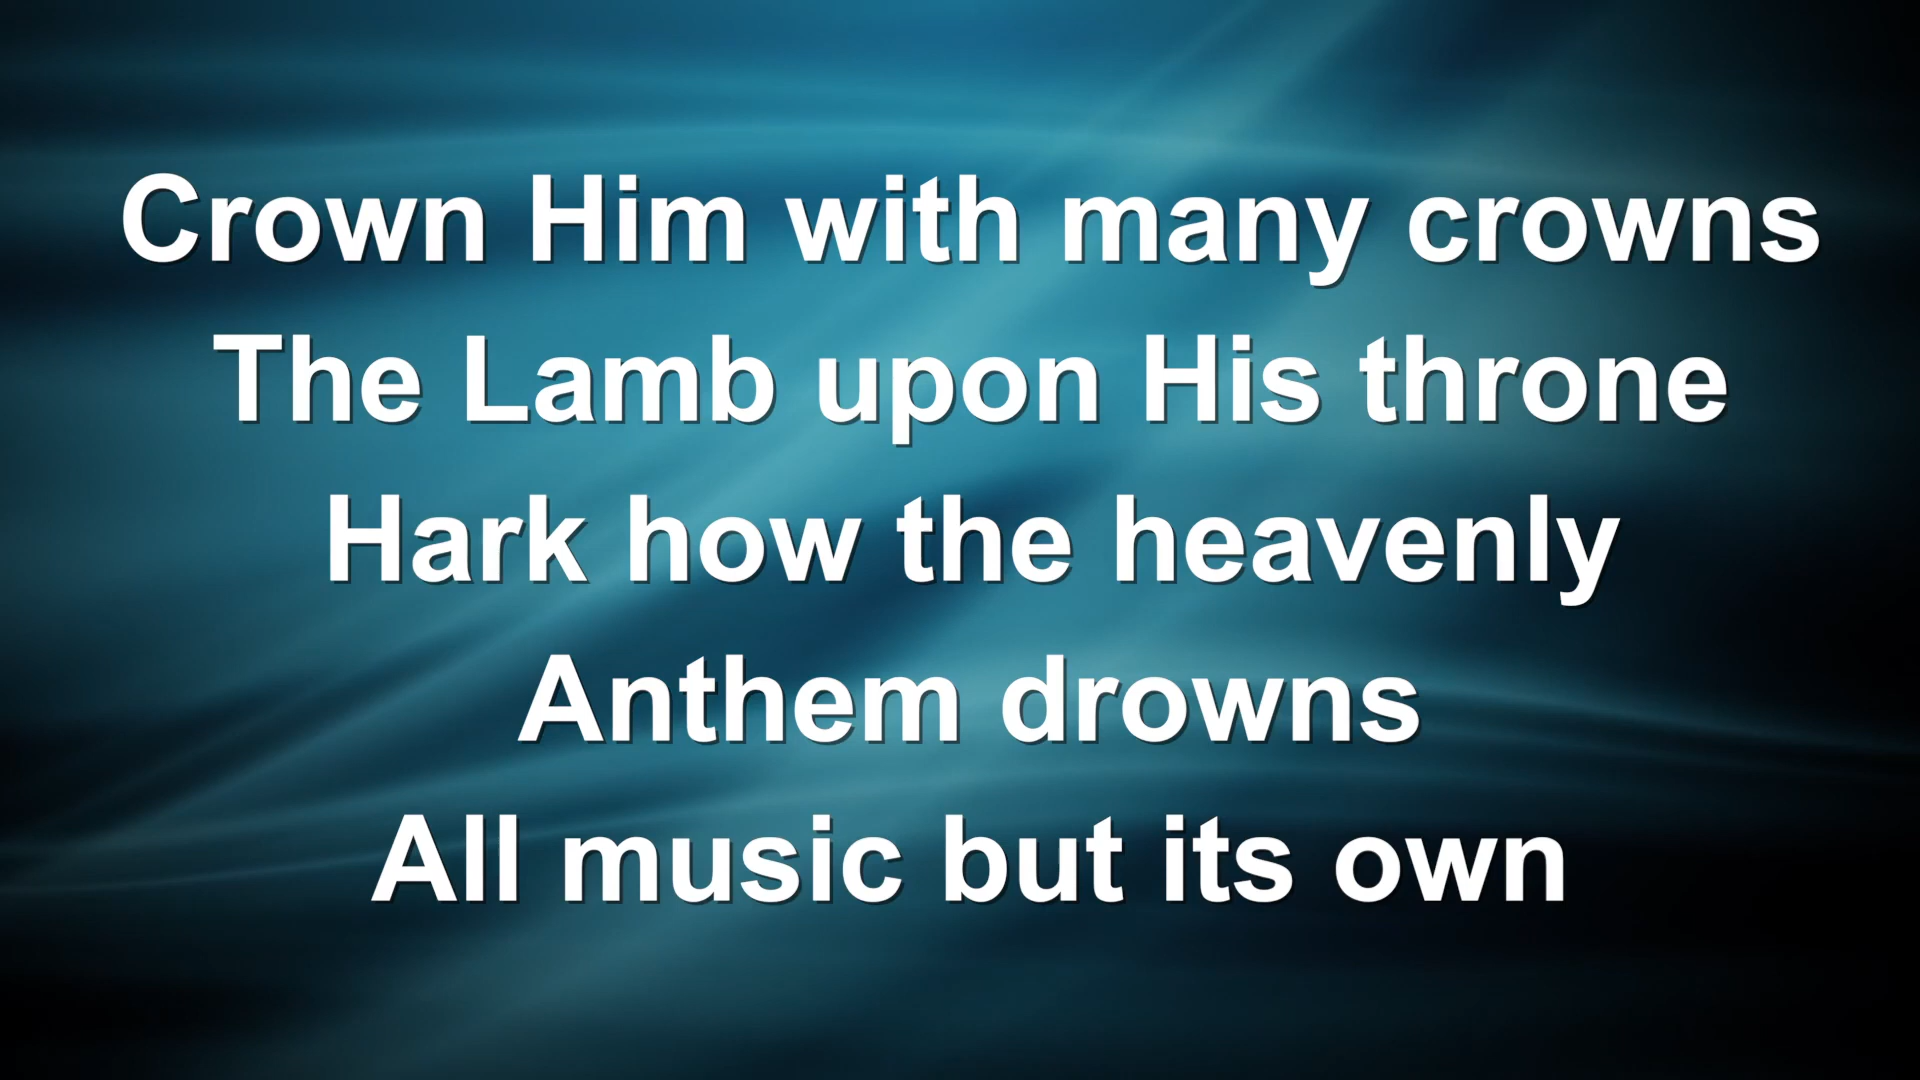 Crown Him with many crowns
The Lamb upon His throne
Hark how the heavenly
Anthem drowns
All music but its own